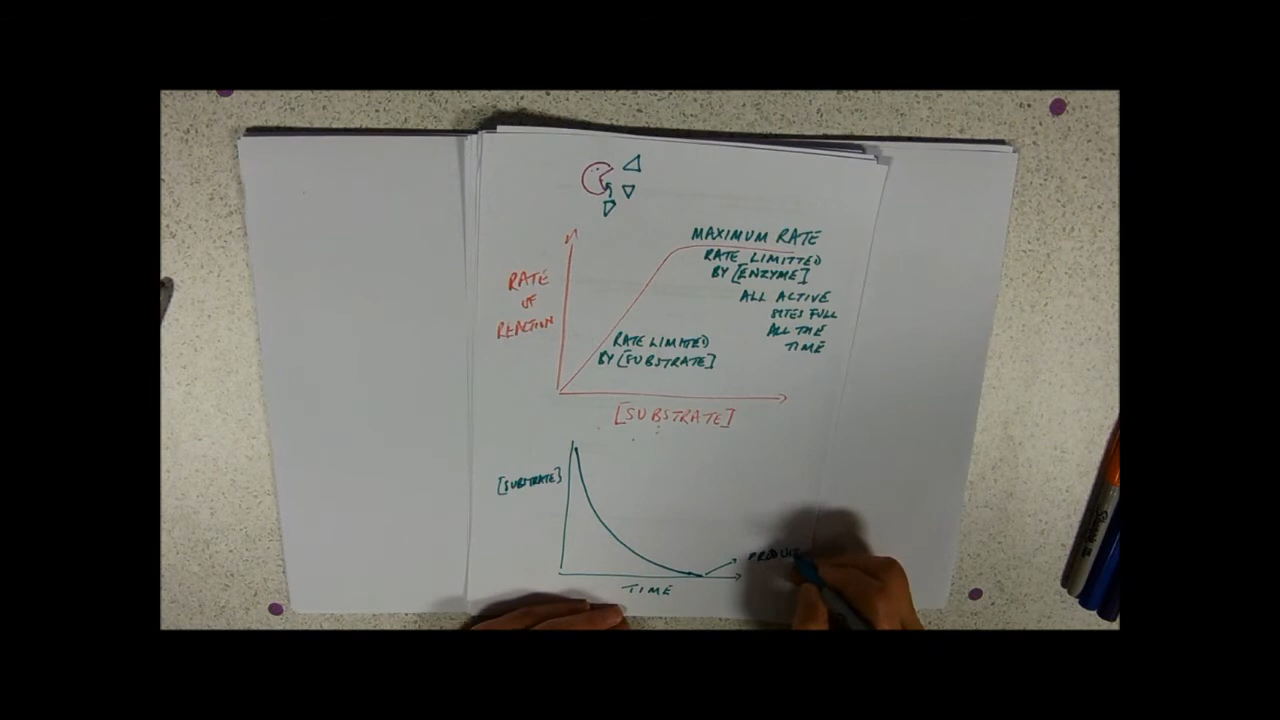 MAXIMUM RATE
RATE LIMITTED
BY [ENZYME]
ALL ACTIVE
SITES FULL
ALL THE
TIME
RATE
OF
REACTION
RATE LIMITED
BY [SUBSTRATE]
[SUBSTRATE]
[SUBSTRATE]
TIME